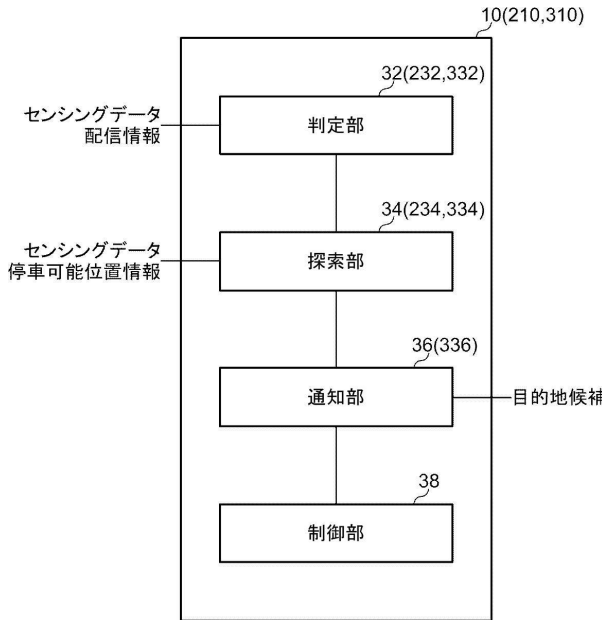 10(210,310)
32(232,332)
センシングデータ
配信情報
判定部
34(234,334)
センシングデータ
停車可能位置情報
探索部
36(336)
通知部
目的地候補
38
制御部